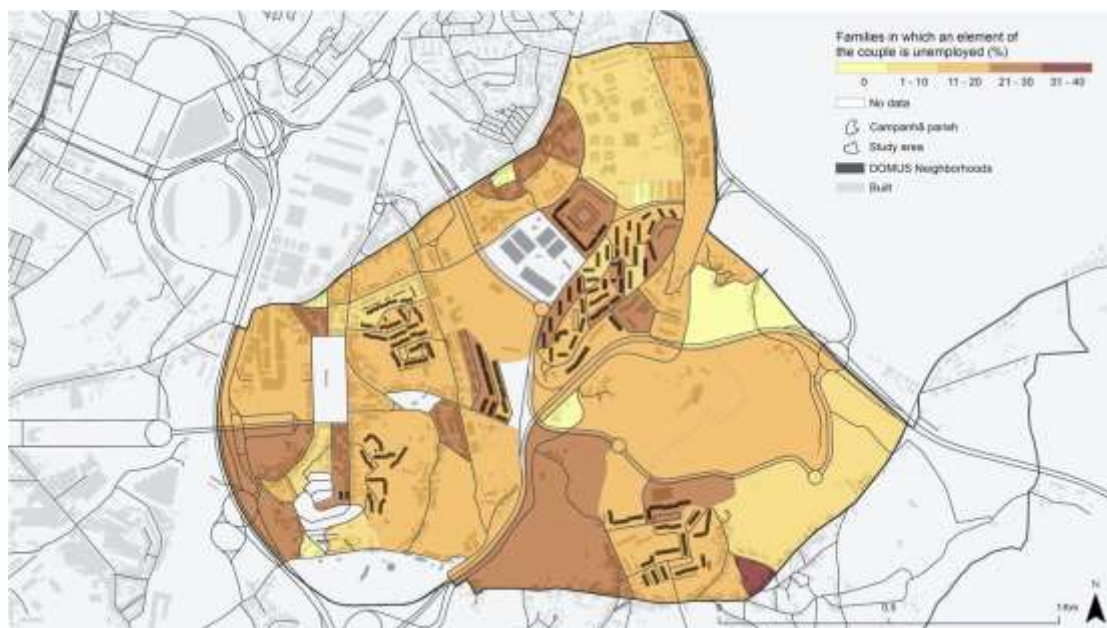 Families in which an element of
the couple is unemployed (%)
0 1 - 10 11 - 20 21 - 30 31 - 40
No data
Campanhã parish
Study area
DOMUS Neighborhoods
Built
N
0,5 1 Km